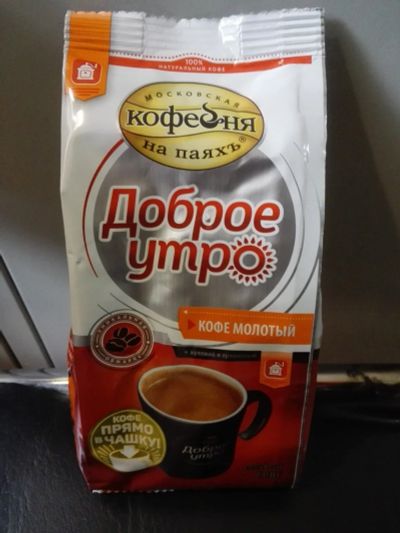 100%
НАТУРАЛЬНЫЙ КОФЕ
МОСКОВСКАЯ
кофейня
на паяхъ®
Доброе
утро
КОФЕ МОЛОТЫЙ
КОФЕ
ПРЯМО
В ЧАШКУ!
Доброе
утро